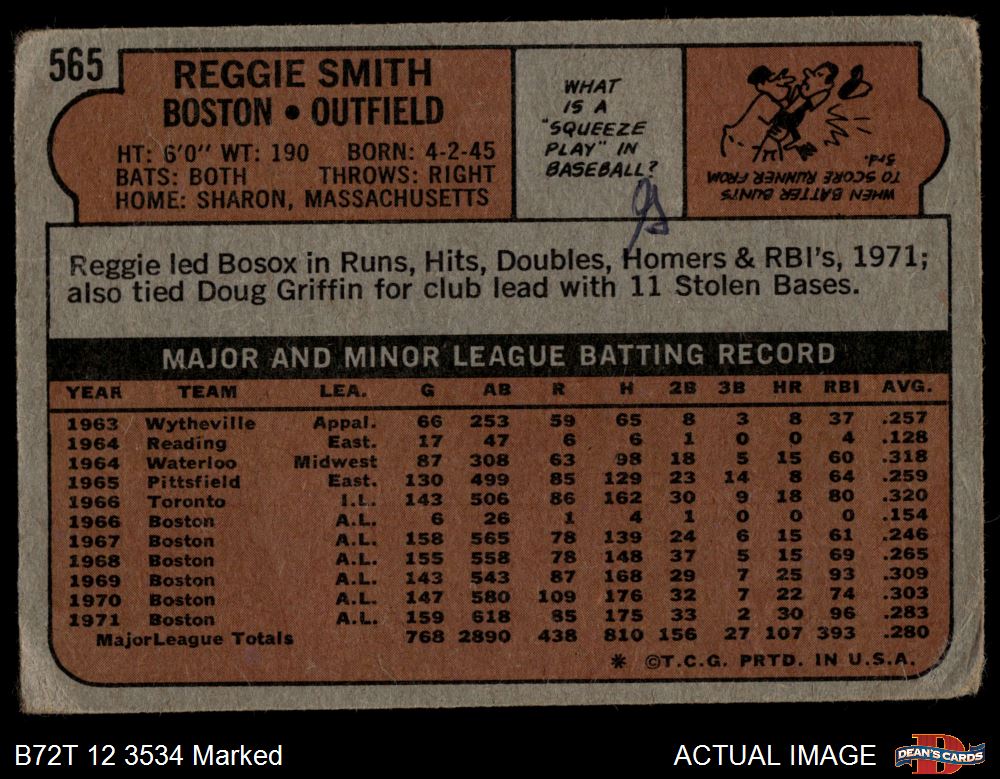 565
REGGIE SMITH
BOSTON • OUTFIELD
HT: 6'0" WT: 190 BORN: 4-2-45
BATS: BOTH THROWS: RIGHT
HOME: SHARON, MASSACHUSETTS
WHAT
IS A
"SQUEEZE
PLAY" IN
BASEBALL?
WHEN BATTER BUNTS
TO SCORE RUNNER FROM
3rd.
Reggie led Bosox in Runs, Hits, Doubles, Homers & RBI's, 1971;
also tied Doug Griffin for club lead with 11 Stolen Bases.
MAJOR AND MINOR LEAGUE BATTING RECORD
YEAR TEAM LEA. G AB R H 2B 3B HR RBI AVG.
1963 Wytheville Appal. 66 253 59 65 8 3 8 37 .257
1964 Reading East. 17 47 6 6 1 0 0 4 .128
1964 Waterloo Midwest 87 308 63 98 18 5 15 60 .318
1965 Pittsfield East. 130 499 85 129 23 14 8 64 .259
1966 Toronto I.L. 143 506 86 162 30 9 18 80 .320
1966 Boston A.L. 6 26 1 4 1 0 0 0 .154
1967 Boston A.L. 158 565 78 139 24 6 15 61 .246
1968 Boston A.L. 155 558 78 148 37 5 15 69 .265
1969 Boston A.L. 143 543 87 168 29 7 25 93 .309
1970 Boston A.L. 147 580 109 176 32 7 22 74 .303
1971 Boston A.L. 159 618 85 175 33 2 30 96 .283
MajorLeague Totals 768 2890 438 810 156 27 107 393 .280
* ©T.C.G. PRTD. IN U.S.A.
B72T 12 3534 Marked
ACTUAL IMAGE
DEAN'S CARDS